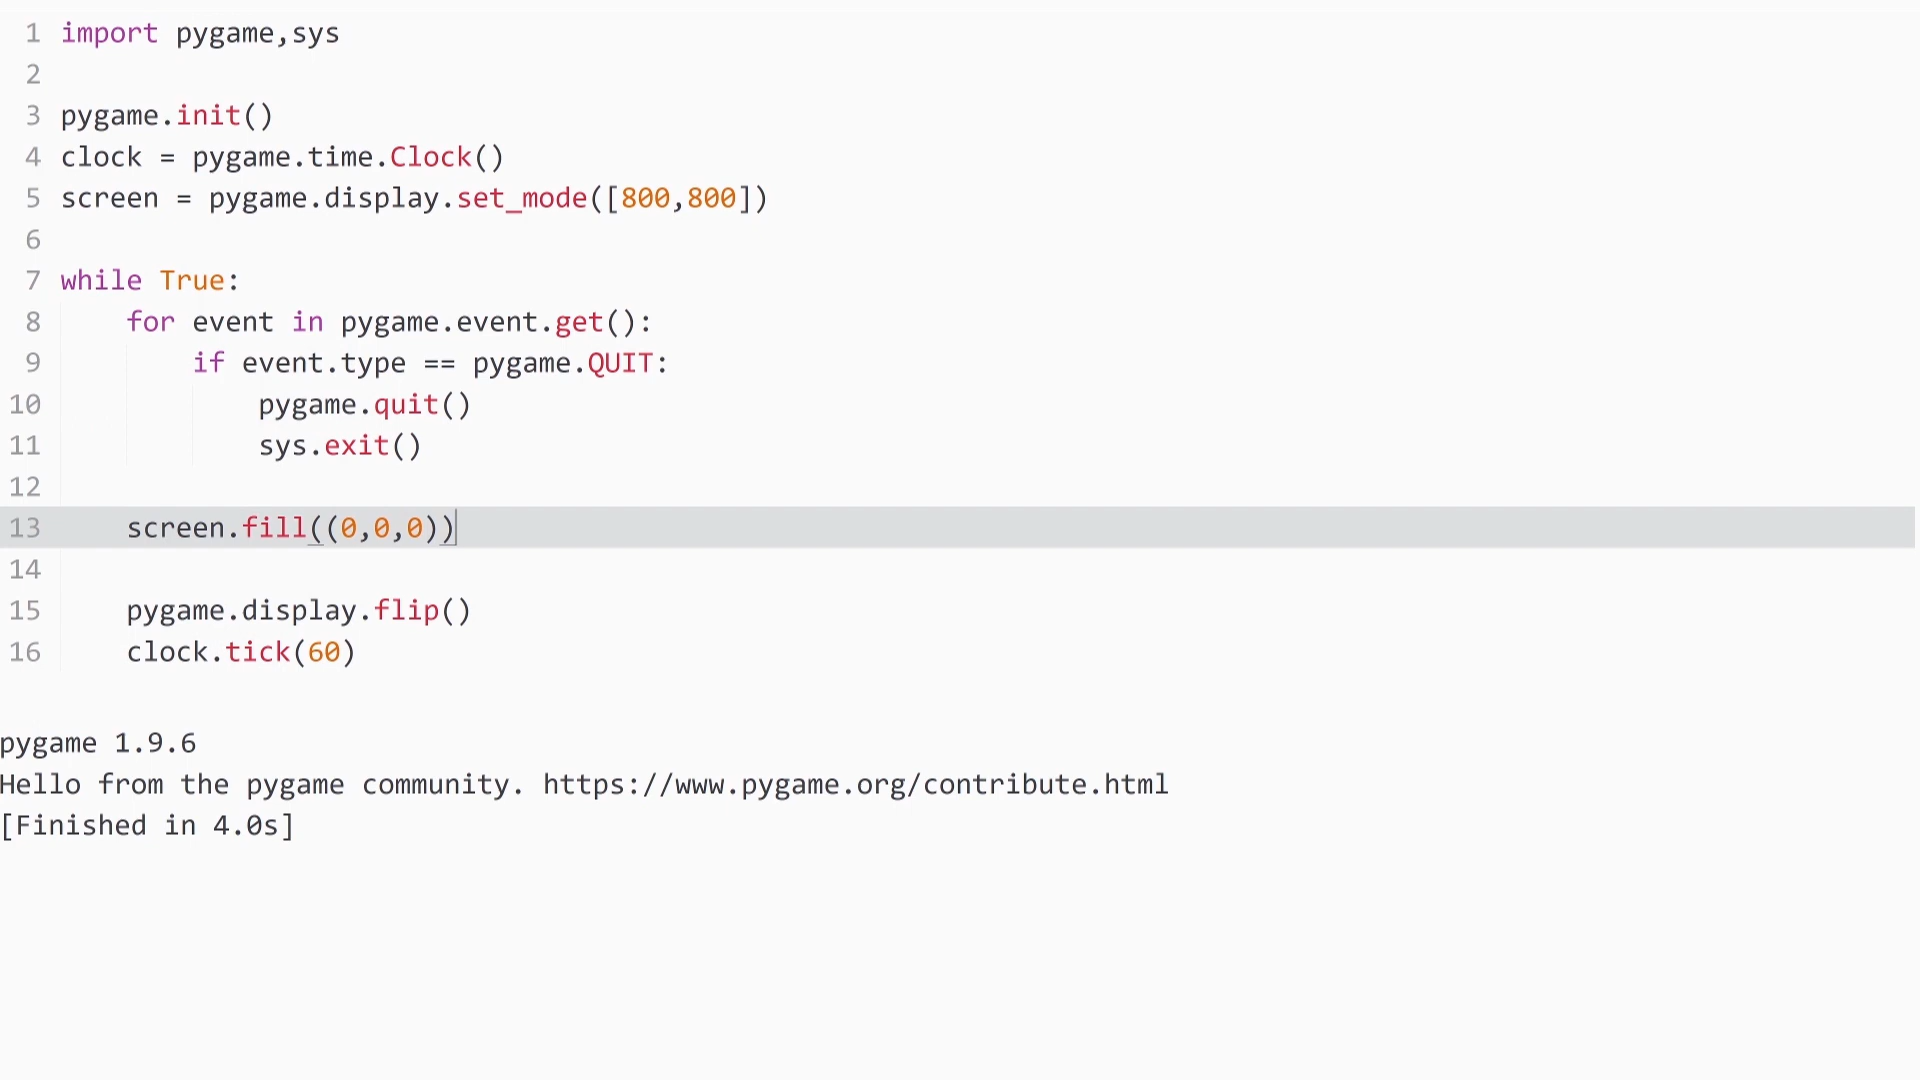 1 import pygame,sys
2
3 pygame.init()
4 clock = pygame.time.Clock()
5 screen = pygame.display.set_mode([800,800])
6
7 while True:
8     for event in pygame.event.get():
9         if event.type == pygame.QUIT:
10             pygame.quit()
11             sys.exit()
12
13     screen.fill((0,0,0))
14
15     pygame.display.flip()
16     clock.tick(60)
pygame 1.9.6
Hello from the pygame community. https://www.pygame.org/contribute.html
[Finished in 4.0s]